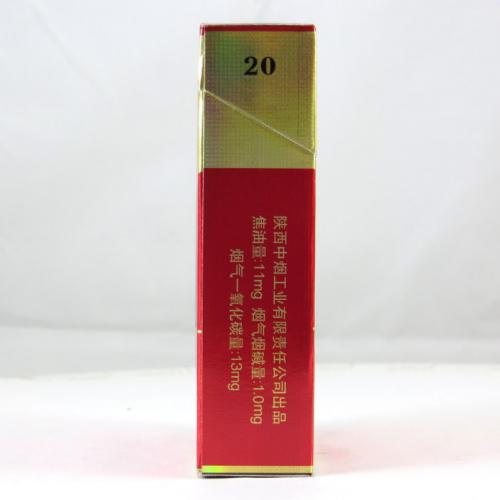 20
陕西中烟工业有限责任公司出品
焦油量:11mg 烟气烟碱量:1.0mg
烟气一氧化碳量:13mg